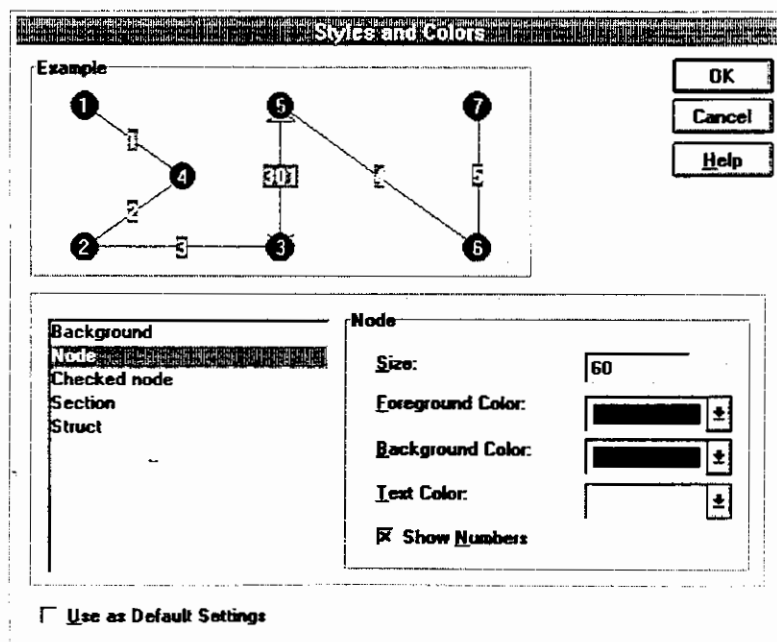 Styles and Colors
Example
OK
Cancel
Help
1
5
7
1
4
301
5
2
2
3
3
6
Background
Node
Checked node
Section
Struct
Node
Size:
60
Foreground Color:
Background Color:
Text Color:
Show Numbers
Use as Default Settings